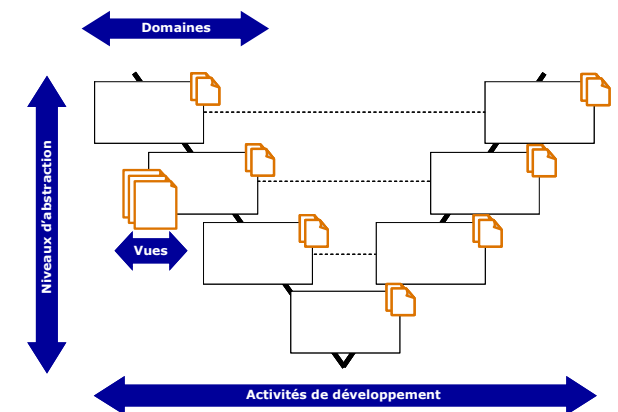 Domaines
Niveaux d’abstraction
Vues
Activités de développement